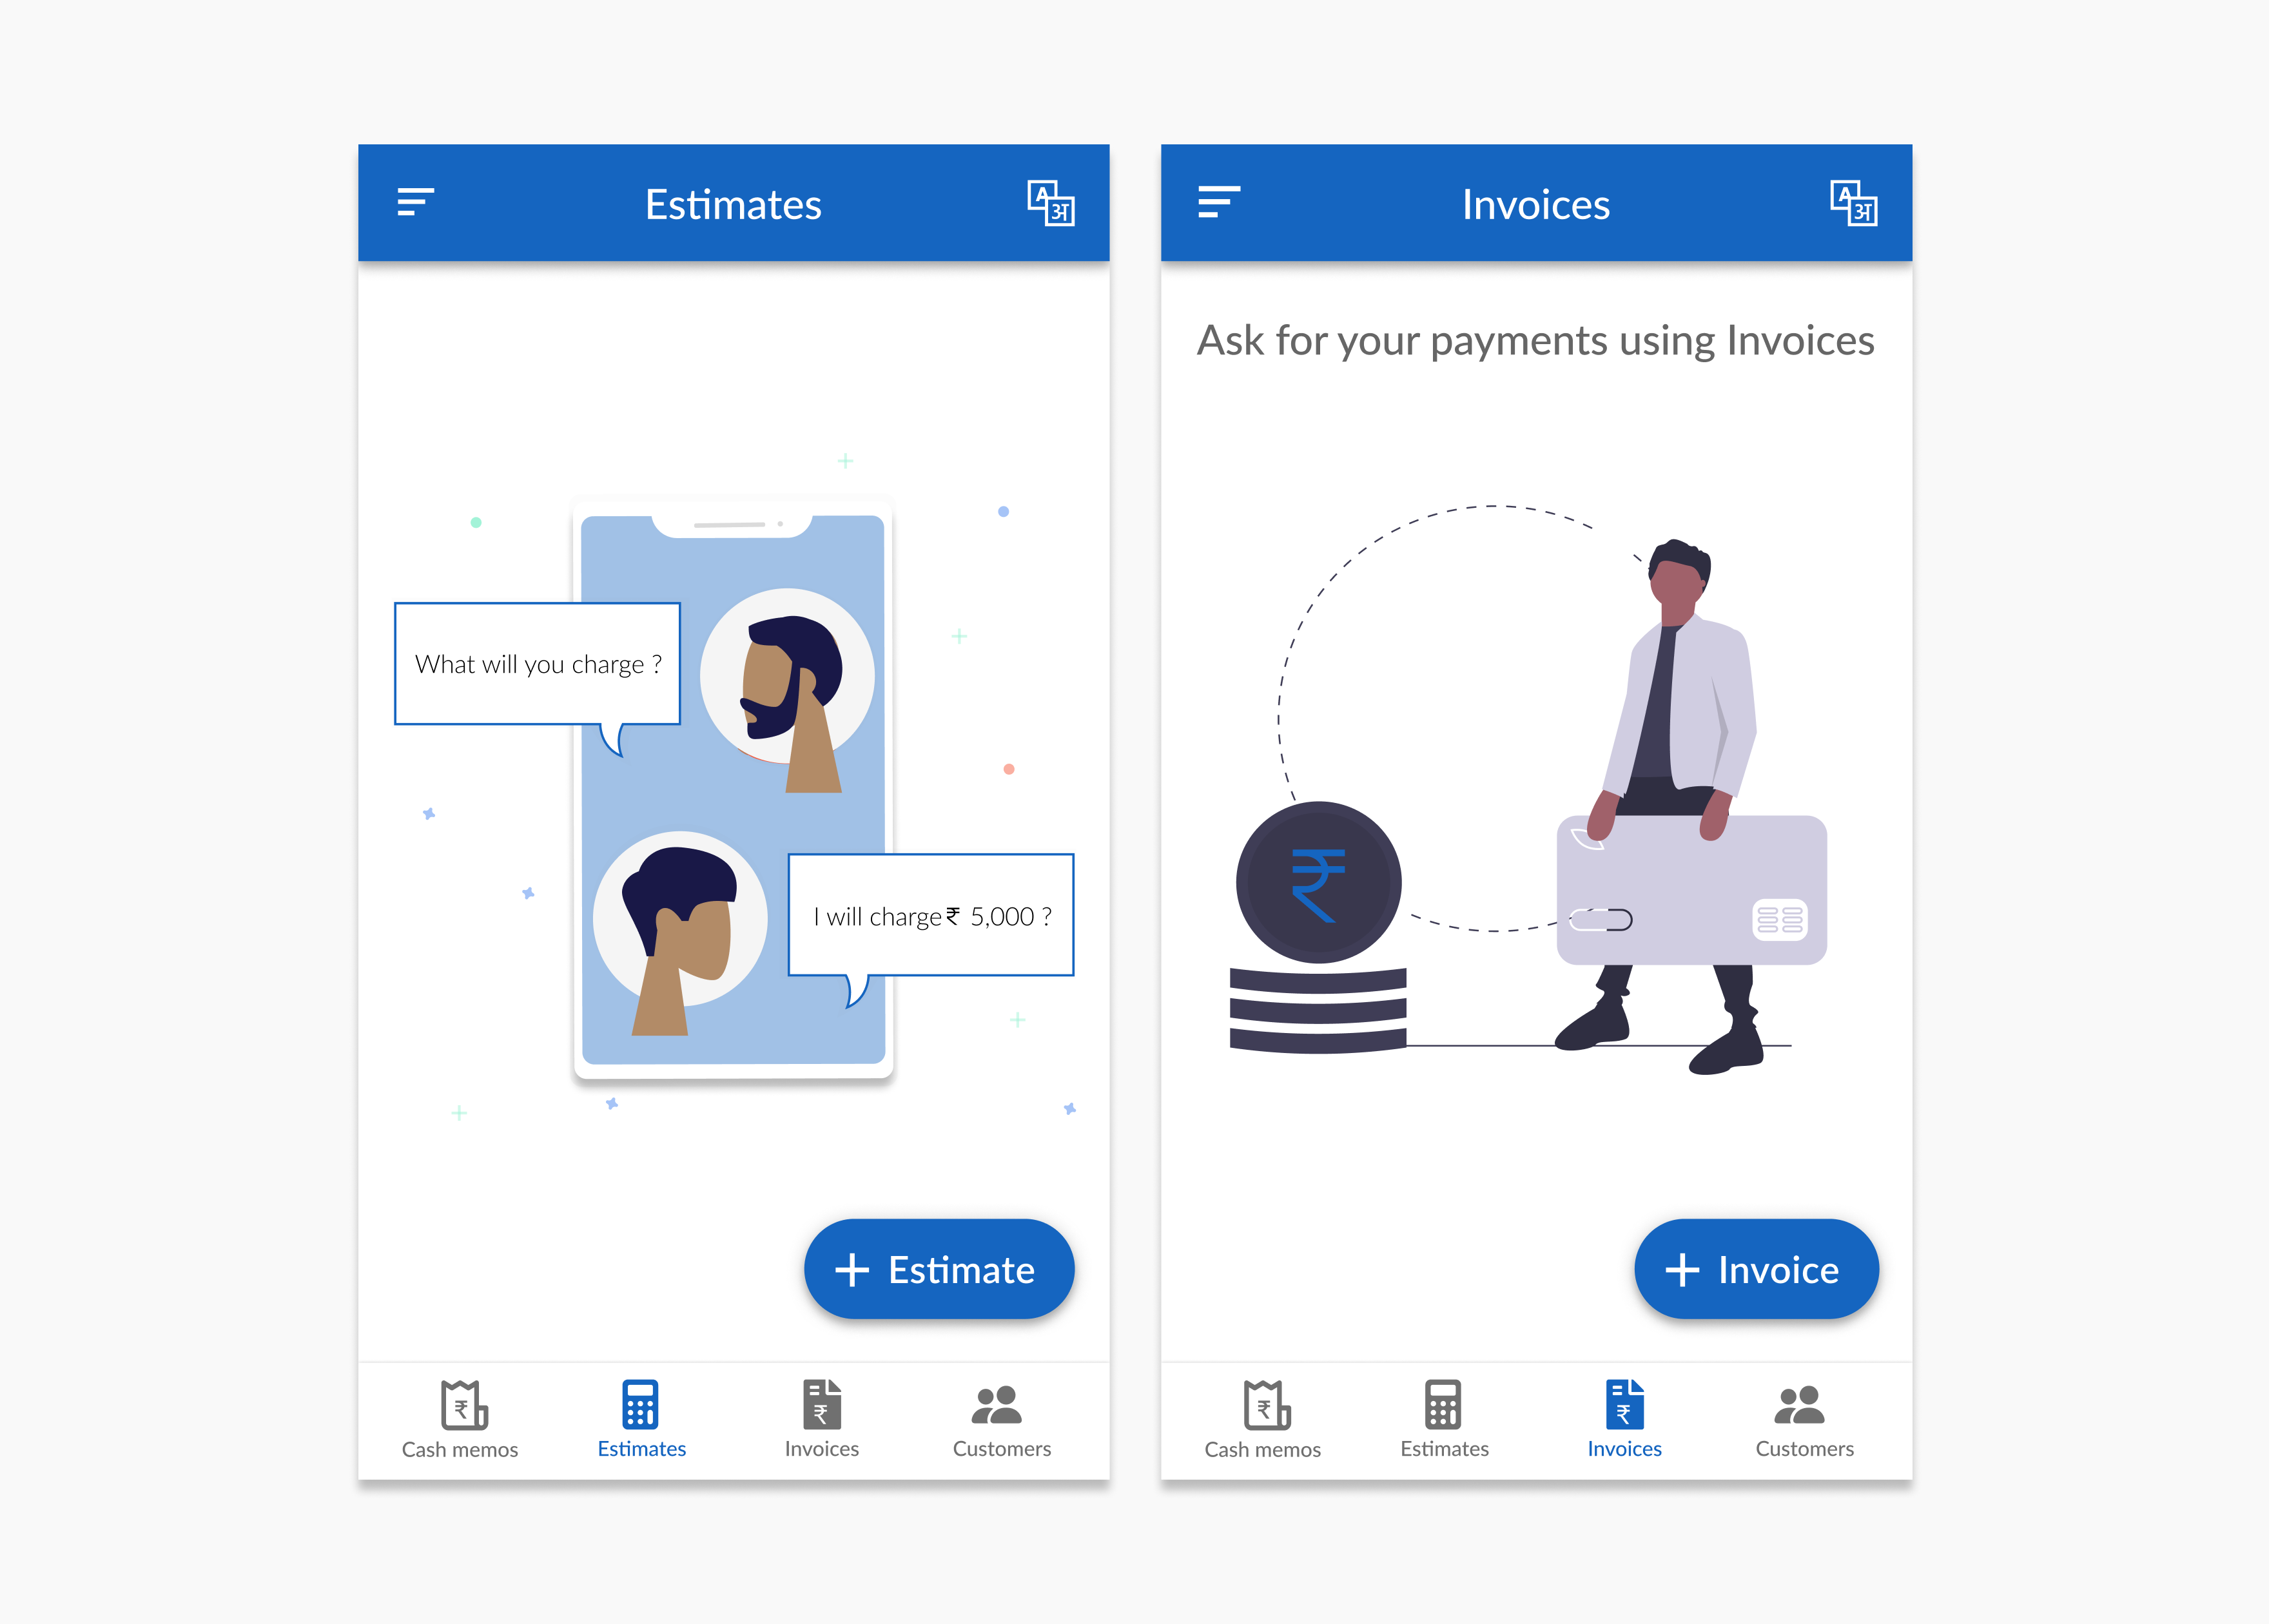 Estimates
A
अ
What will you charge ?
I will charge ₹ 5,000 ?
+ Estimate
₹
Cash memos
Estimates
₹
Invoices
Customers
Invoices
A
अ
Ask for your payments using Invoices
₹
+ Invoice
₹
Cash memos
Estimates
₹
Invoices
Customers